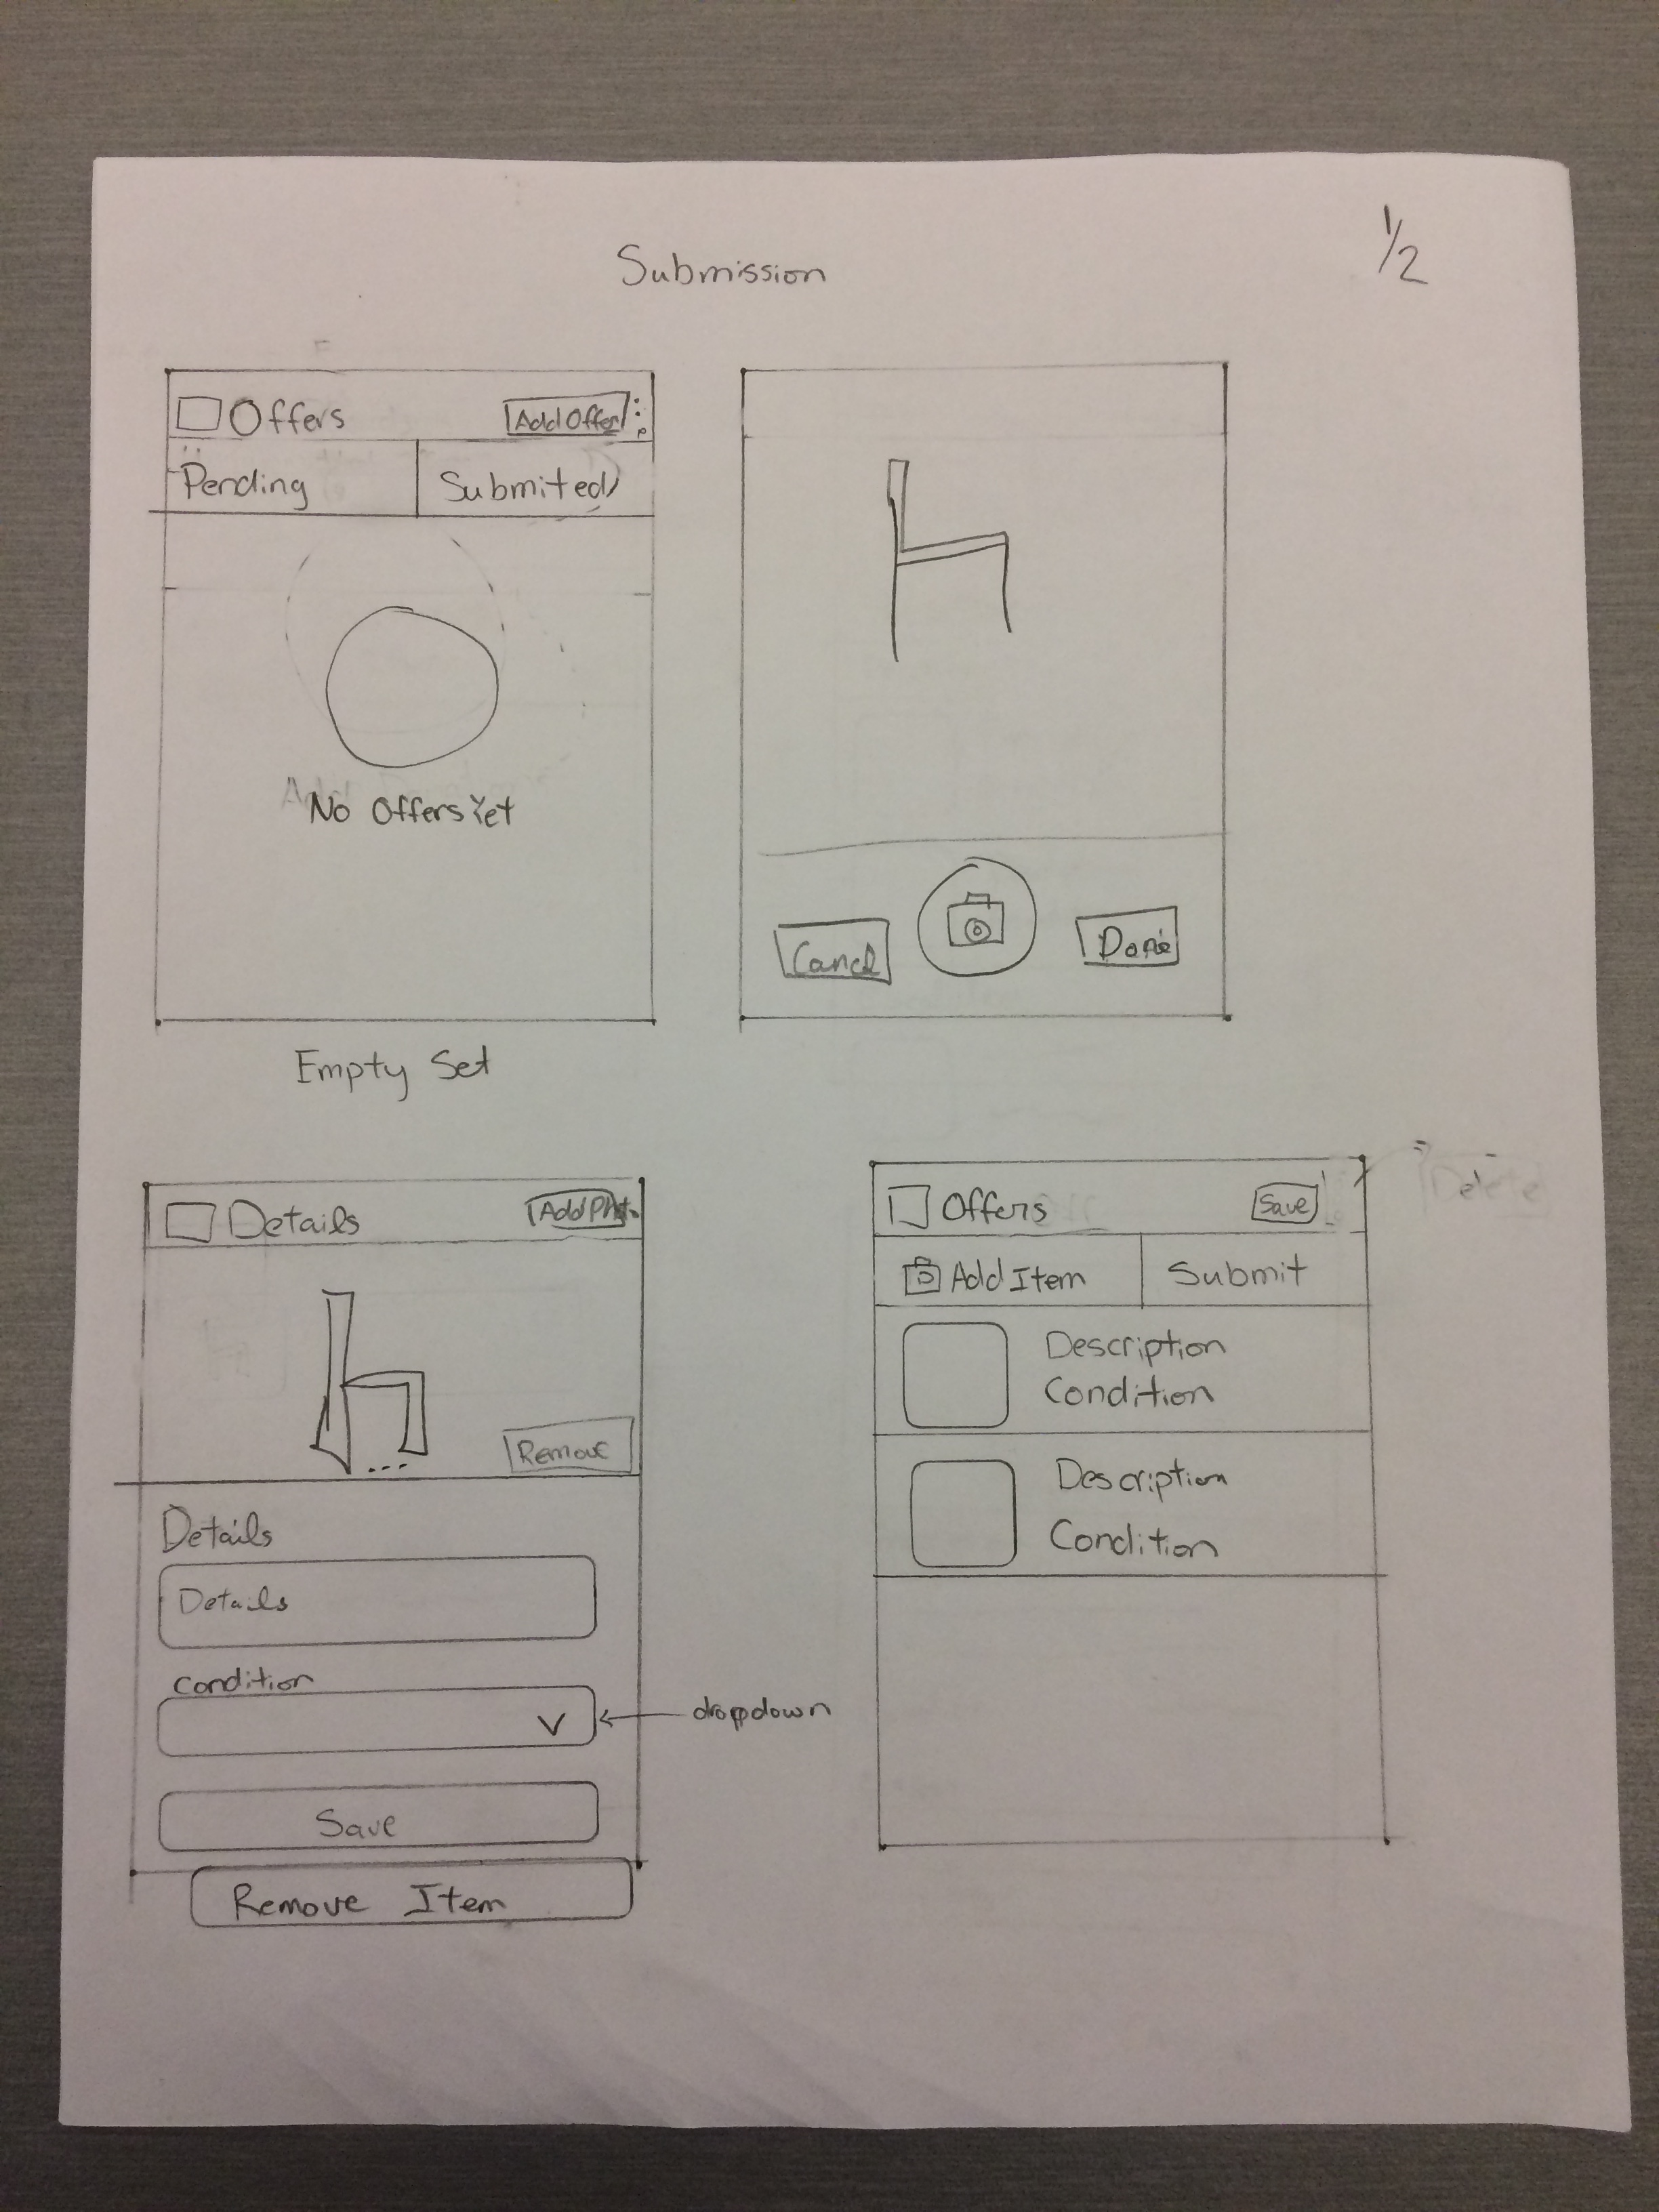 Submission
1/2
Offers
Add Offer
Pending
Submited
No Offers Yet
Empty Set
Cancel
Done
Details
Add Photo
Remove
Details
Details
Condition
dropdown
Save
Remove Item
Offers
Save
Delete
Add Item
Submit
Description
Condition
Description
Condition